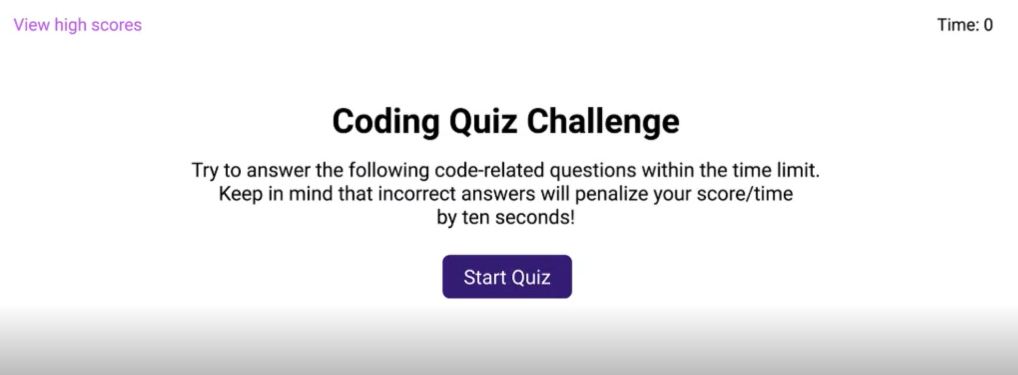 View high scores
Time: 0
Coding Quiz Challenge
Try to answer the following code-related questions within the time limit.
Keep in mind that incorrect answers will penalize your score/time
by ten seconds!
Start Quiz